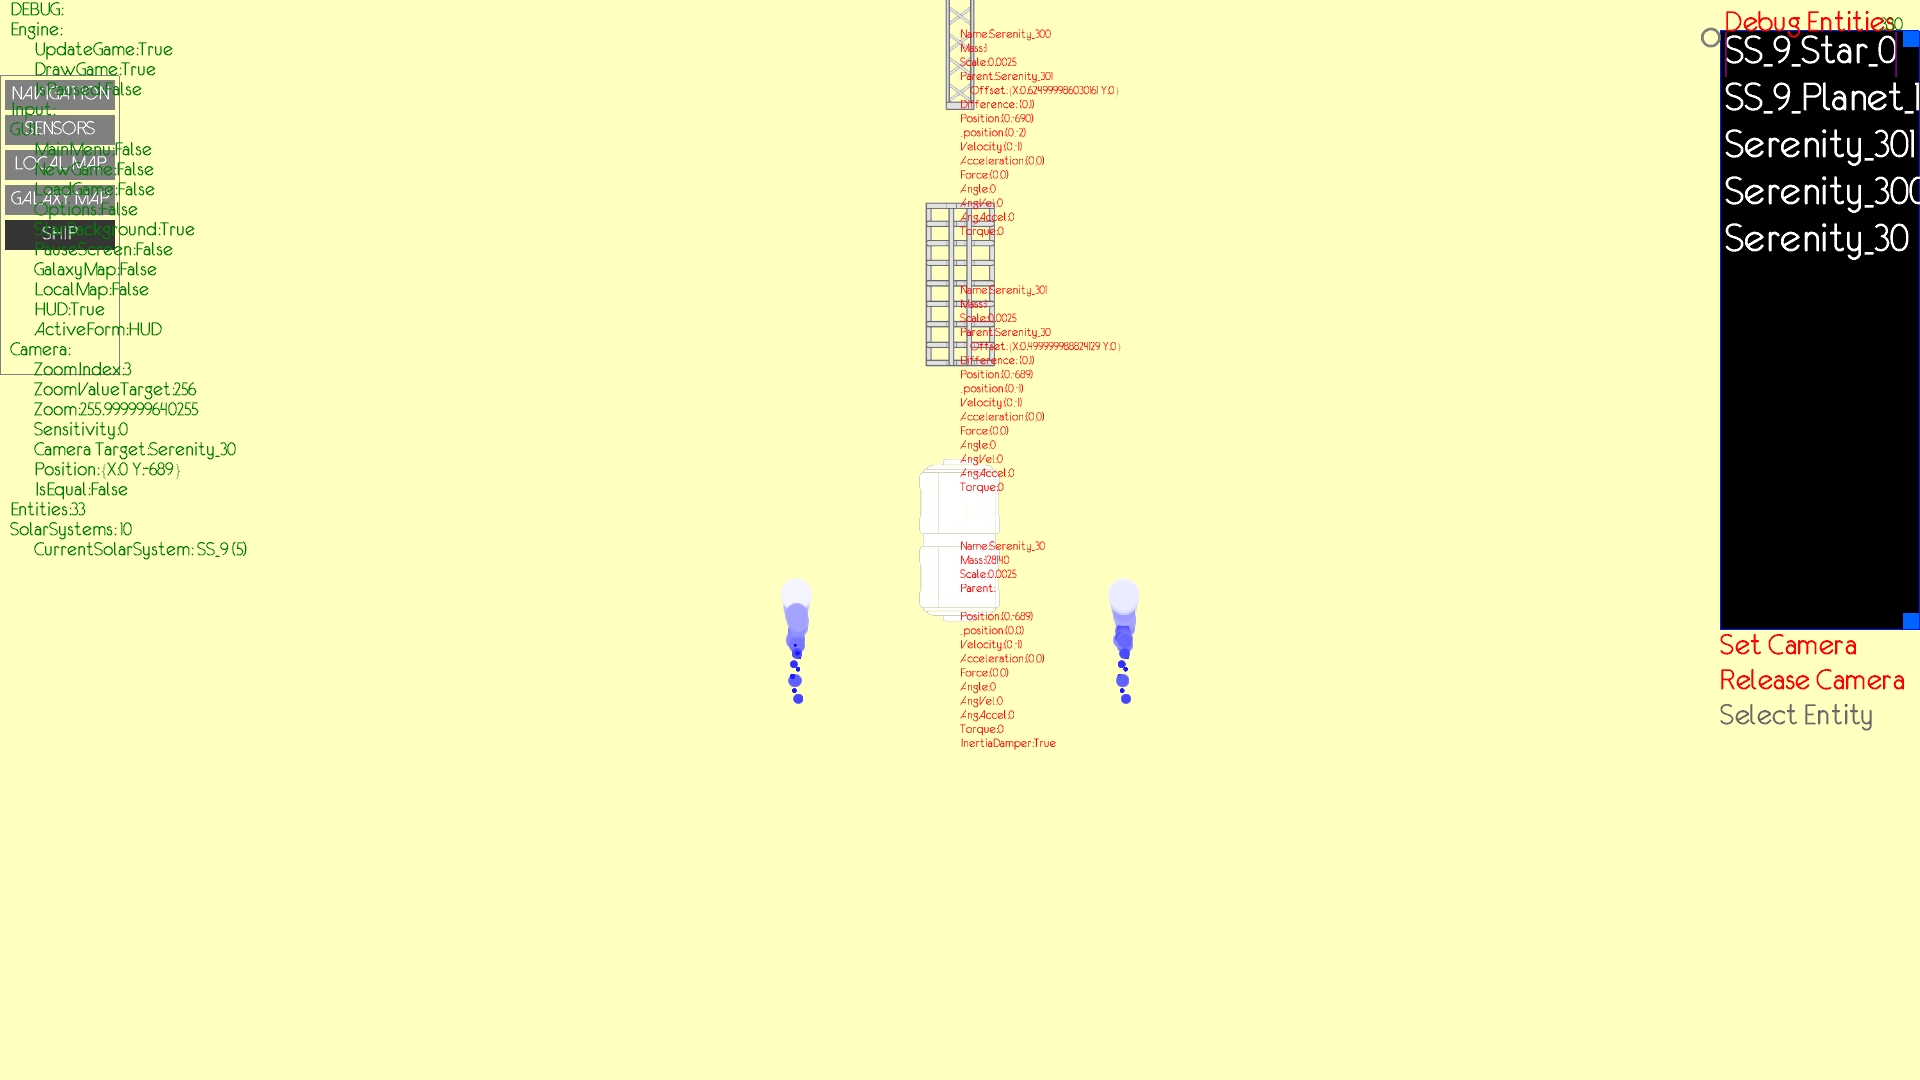 DEBUG:
Engine:
UpdateGame:True
DrawGame:True
IsPaused:False
Input:
GUI:
MainMenu:False
NewGame:False
LoadGame:False
Options:False
Background:True
PauseScreen:False
GalaxyMap:False
LocalMap:False
HUD:True
ActiveForm:HUD
Camera:
ZoomIndex:3
ZoomValueTarget:256
Zoom:255.999999640255
Sensitivity:0
Camera Target:Serenity_30
Position:{X:0 Y:-689}
IsEqual:False
Entities:33
SolarSystems: 10
CurrentSolarSystem: SS_9 (5)
NAVIGATION
SENSORS
LOCAL MAP
GALAXY MAP
SHIP
Name:Serenity_300
Mass:1
Scale:0.0025
Parent:Serenity_301
Offset:{X:0.624999986030161 Y:0}
Difference: (0,1)
Position:(0,-690)
_position:(0,-2)
Velocity:(0,-1)
Acceleration:(0,0)
Force:(0,0)
Angle:0
AngVel:0
AngAccel:0
Torque:0
Name:Serenity_301
Mass:1
Scale:0.0025
Parent:Serenity_30
Offset:{X:0.499999988824129 Y:0}
Difference: (0,1)
Position:(0,-689)
_position:(0,-1)
Velocity:(0,-1)
Acceleration:(0,0)
Force:(0,0)
Angle:0
AngVel:0
AngAccel:0
Torque:0
Name:Serenity_30
Mass:128140
Scale:0.0025
Parent:
Position:(0,-689)
_position:(0,0)
Velocity:(0,-1)
Acceleration:(0,0)
Force:(0,0)
Angle:0
AngVel:0
AngAccel:0
Torque:0
InertiaDamper:True
Debug Entities
SS_9_Star_0
SS_9_Planet_1
Serenity_301
Serenity_300
Serenity_30
Set Camera
Release Camera
Select Entity